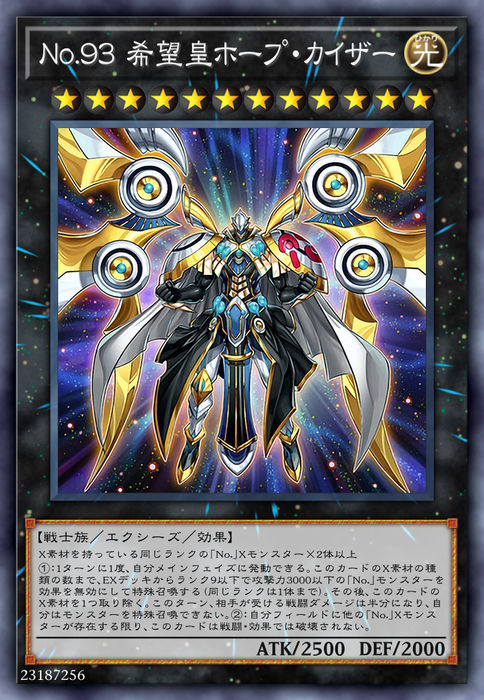 No.93 希望皇ホープ・カイザー
光
ひかり
【戦士族／エクシーズ／効果】
X素材を持っている同じランクの「No.」Xモンスター×2体以上
①:1ターンに1度、自分メインフェイズに発動できる。このカードのX素材の種
類の数まで、EXデッキからランク9以下で攻撃力3000以下の「No.」モンスターを
効果を無効にして特殊召喚する(同じランクは1体まで)。その後、このカードの
X素材を1つ取り除く。このターン、相手が受ける戦闘ダメージは半分になり、自
分はモンスターを特殊召喚できない。②:自分フィールドに他の「No.」Xモンス
ターが存在する限り、このカードは戦闘・効果では破壊されない。
ATK/2500 DEF/2000
23187256